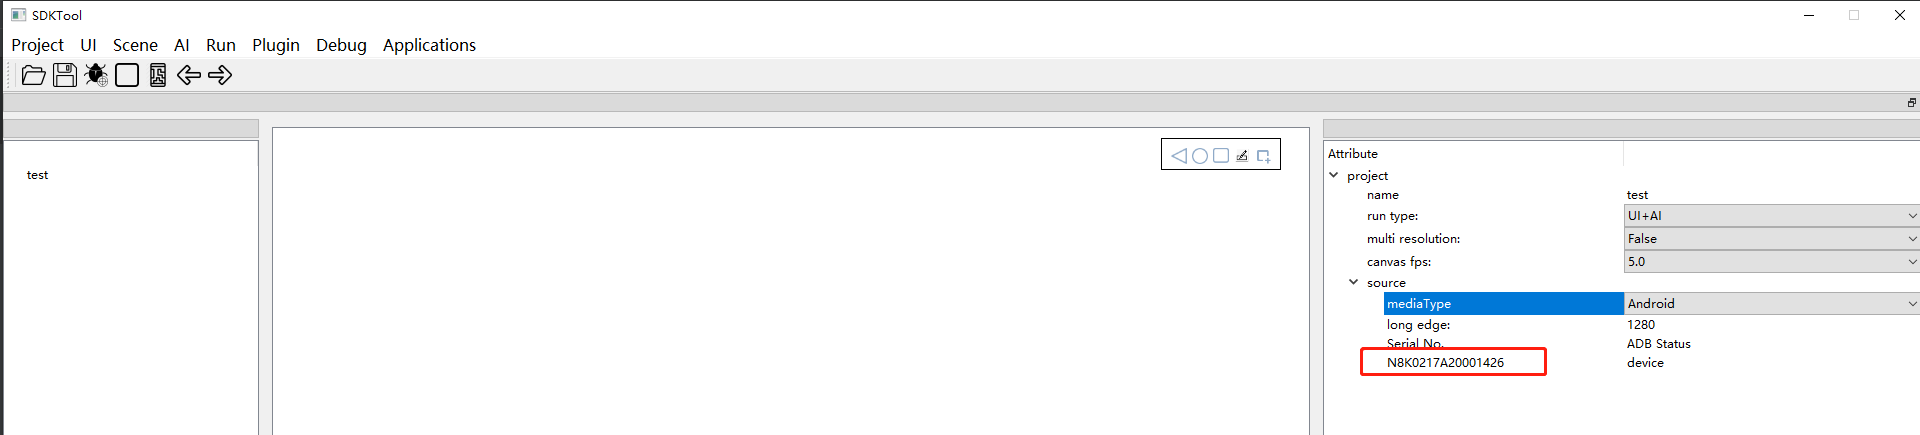 SDKTool
Project UI Scene AI Run Plugin Debug Applications
test
Attribute
project
name test
run type: UI+AI
multi resolution: False
canvas fps: 5.0
source
mediaType Android
long edge: 1280
Serial No. ADB Status
N8K0217A20001426 device